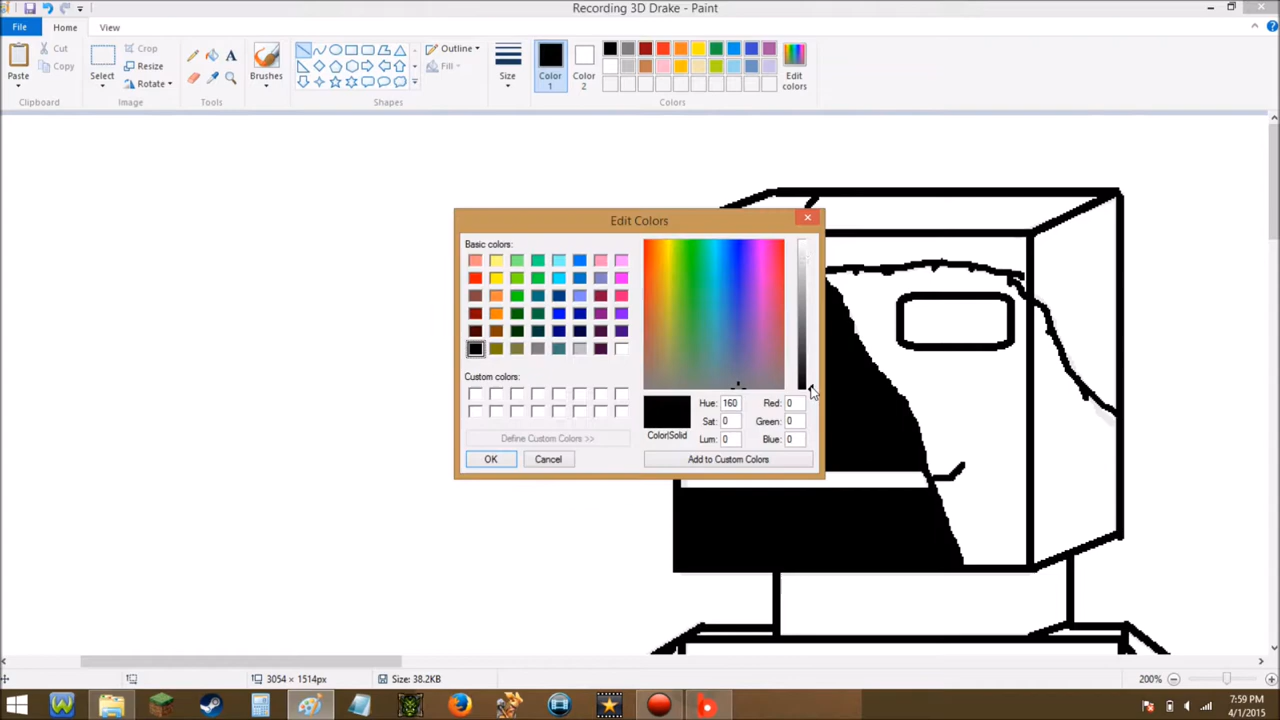 Recording 3D Drake - Paint
File Home View
Paste
Cut
Copy
Clipboard
Select
Crop
Resize
Rotate
Image
A
Tools
Brushes
Outline
Fill
Shapes
Size
Color 1
Color 2
Edit colors
Colors
Edit Colors
Basic colors:
Custom colors:
Define Custom Colors >>
OK Cancel
Color|Solid
Hue: 160 Red: 0
Sat: 0 Green: 0
Lum: 0 Blue: 0
Add to Custom Colors
3054 × 1514px Size: 38.2KB 200%
7:59 PM
4/1/2015